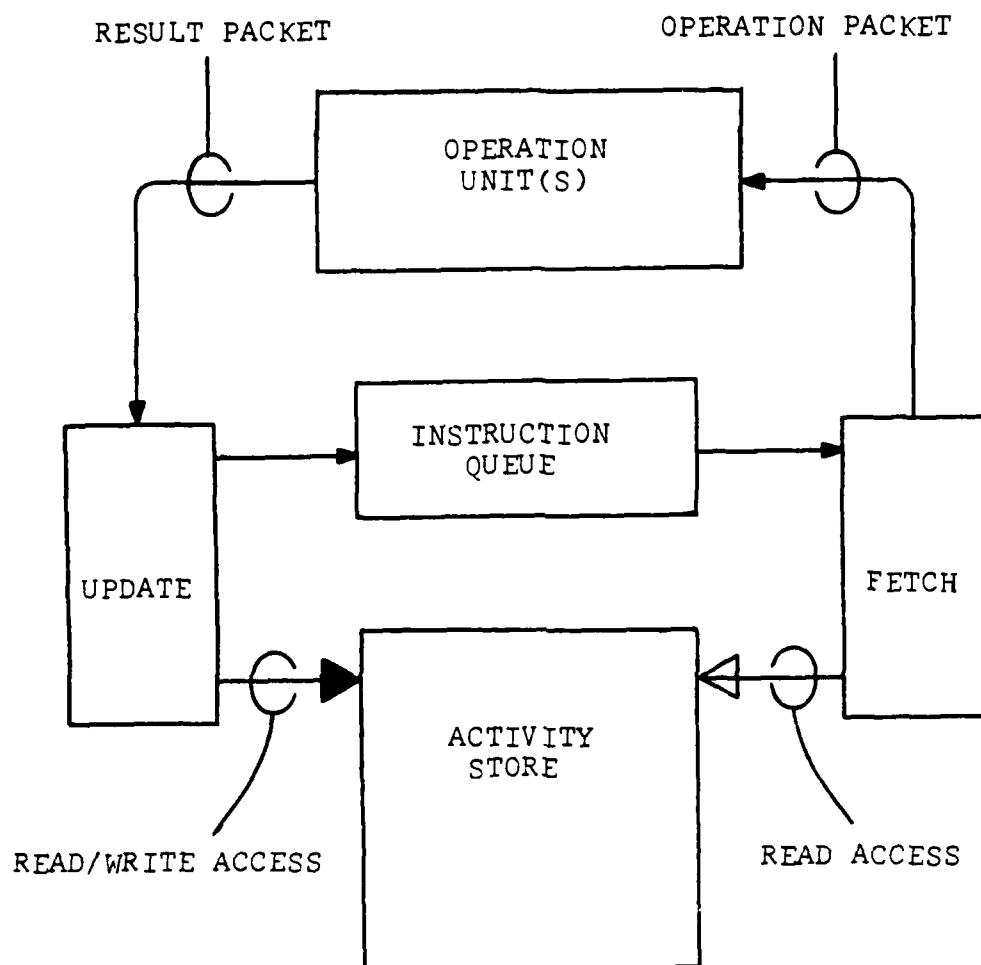 RESULT PACKET
OPERATION PACKET
OPERATION
UNIT(S)
INSTRUCTION
QUEUE
UPDATE
FETCH
ACTIVITY
STORE
READ/WRITE ACCESS
READ ACCESS